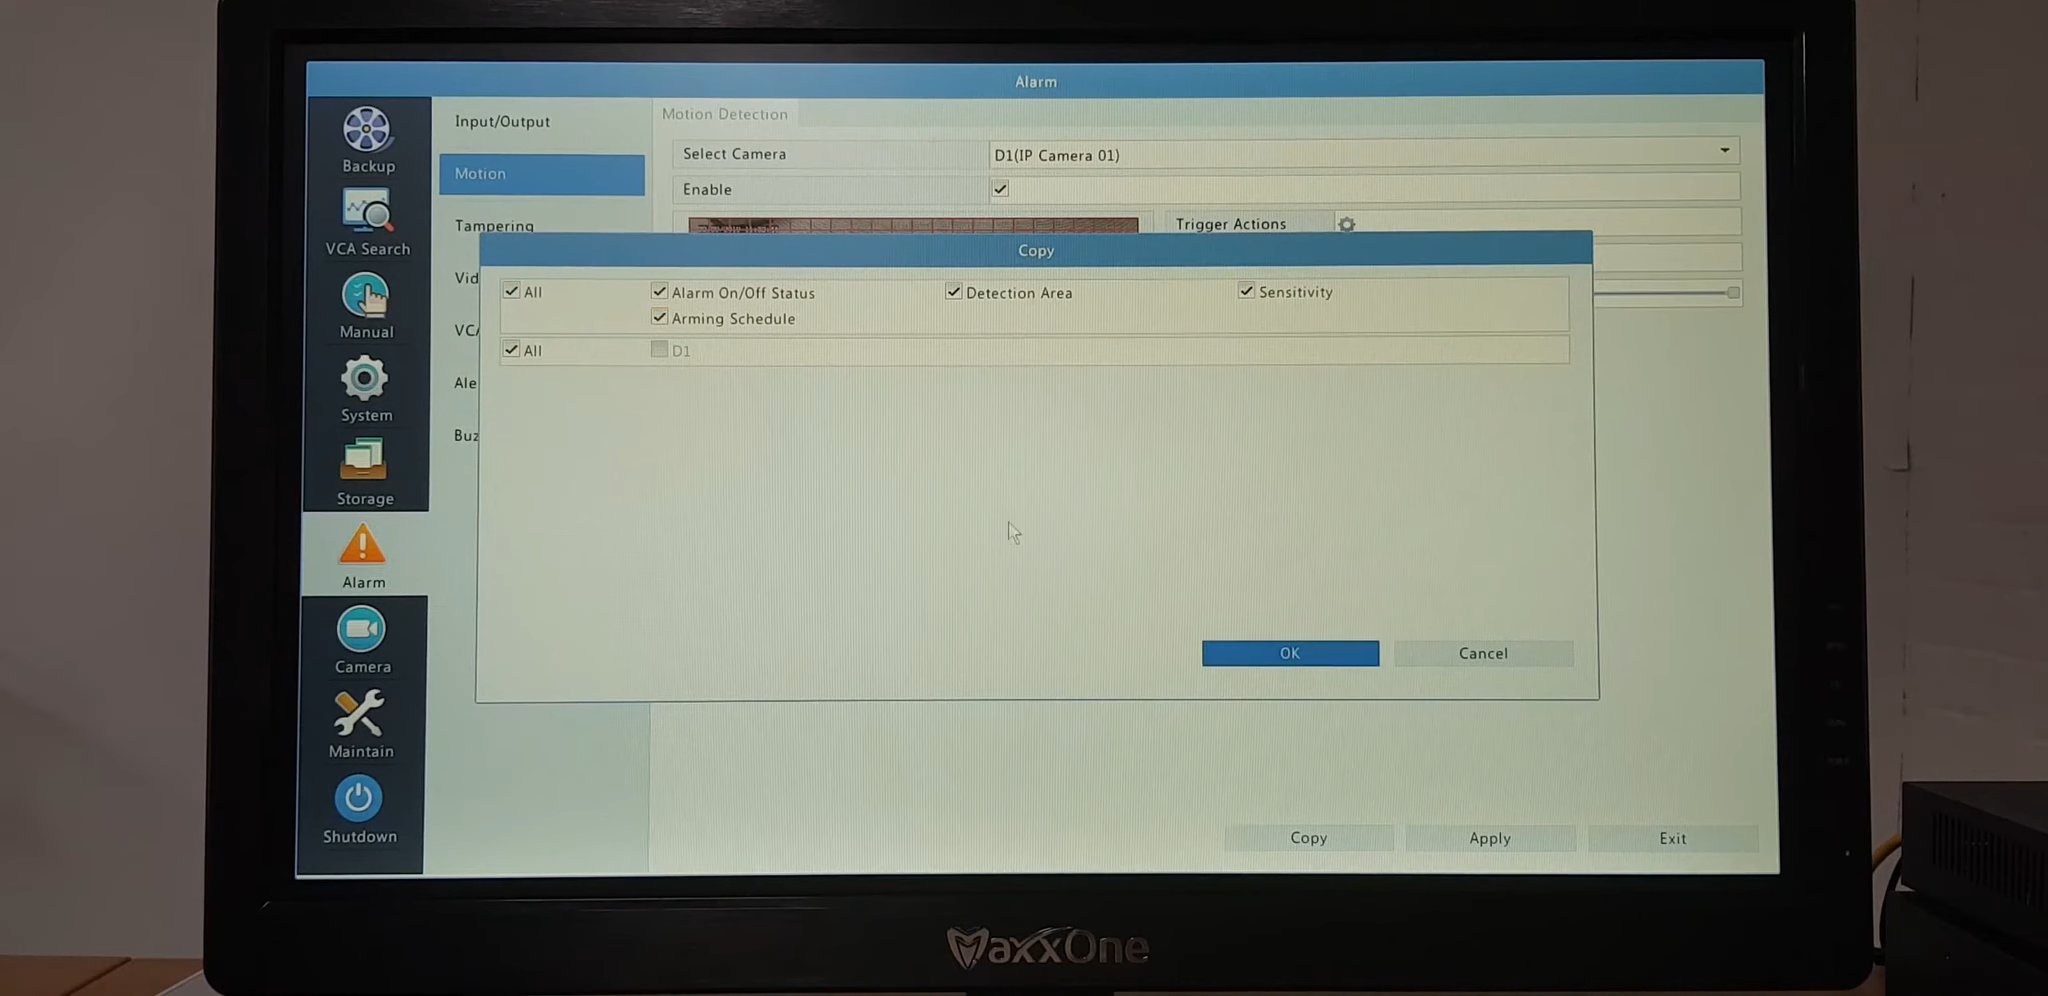 Alarm
Backup
VCA Search
Manual
System
Storage
Alarm
Camera
Maintain
Shutdown
Input/Output
Motion
Tampering
Vid
VCA
Ale
Buz
Motion Detection
Select Camera D1(IP Camera 01)
Enable
Trigger Actions
Copy
All Alarm On/Off Status Detection Area Sensitivity
Arming Schedule
All D1
OK Cancel
Copy Apply Exit
MaxxOne